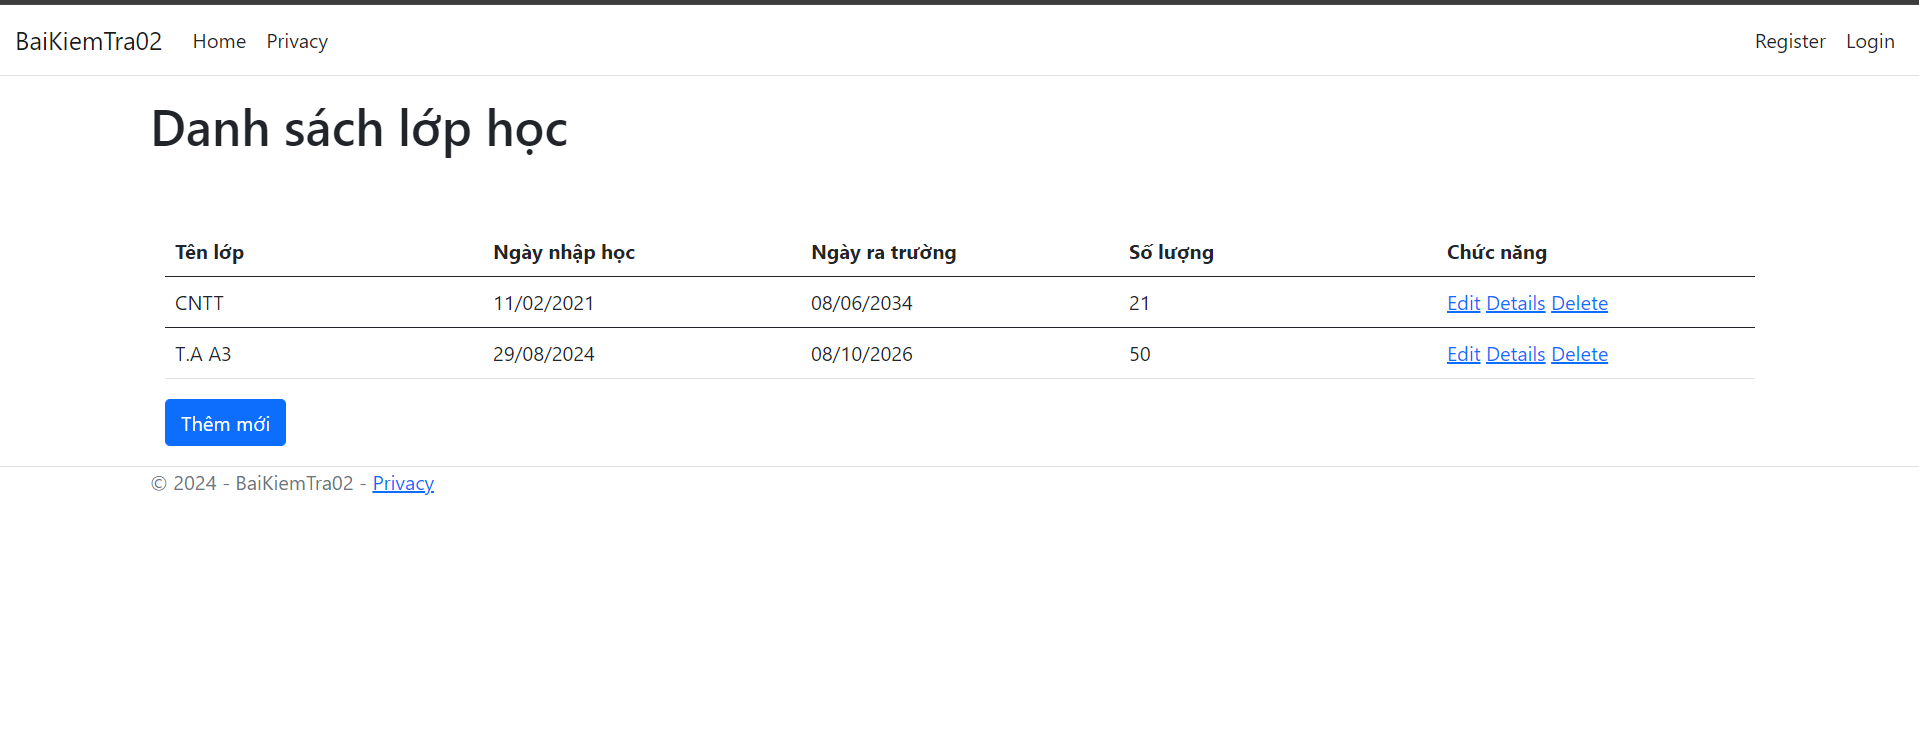 BaiKiemTra02 Home Privacy Register Login
Danh sách lớp học
Tên lớp Ngày nhập học Ngày ra trường Số lượng Chức năng
CNTT 11/02/2021 08/06/2034 21 Edit Details Delete
T.A A3 29/08/2024 08/10/2026 50 Edit Details Delete
Thêm mới
© 2024 - BaiKiemTra02 - Privacy